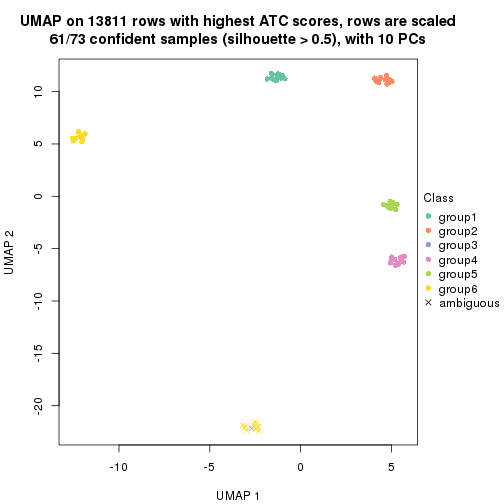 UMAP on 13811 rows with highest ATC scores, rows are scaled
61/73 confident samples (silhouette > 0.5), with 10 PCs
10
5
0
-5
-10
-15
-20
UMAP 2
-10
-5
0
5
UMAP 1
Class
group1
group2
group3
group4
group5
group6
ambiguous